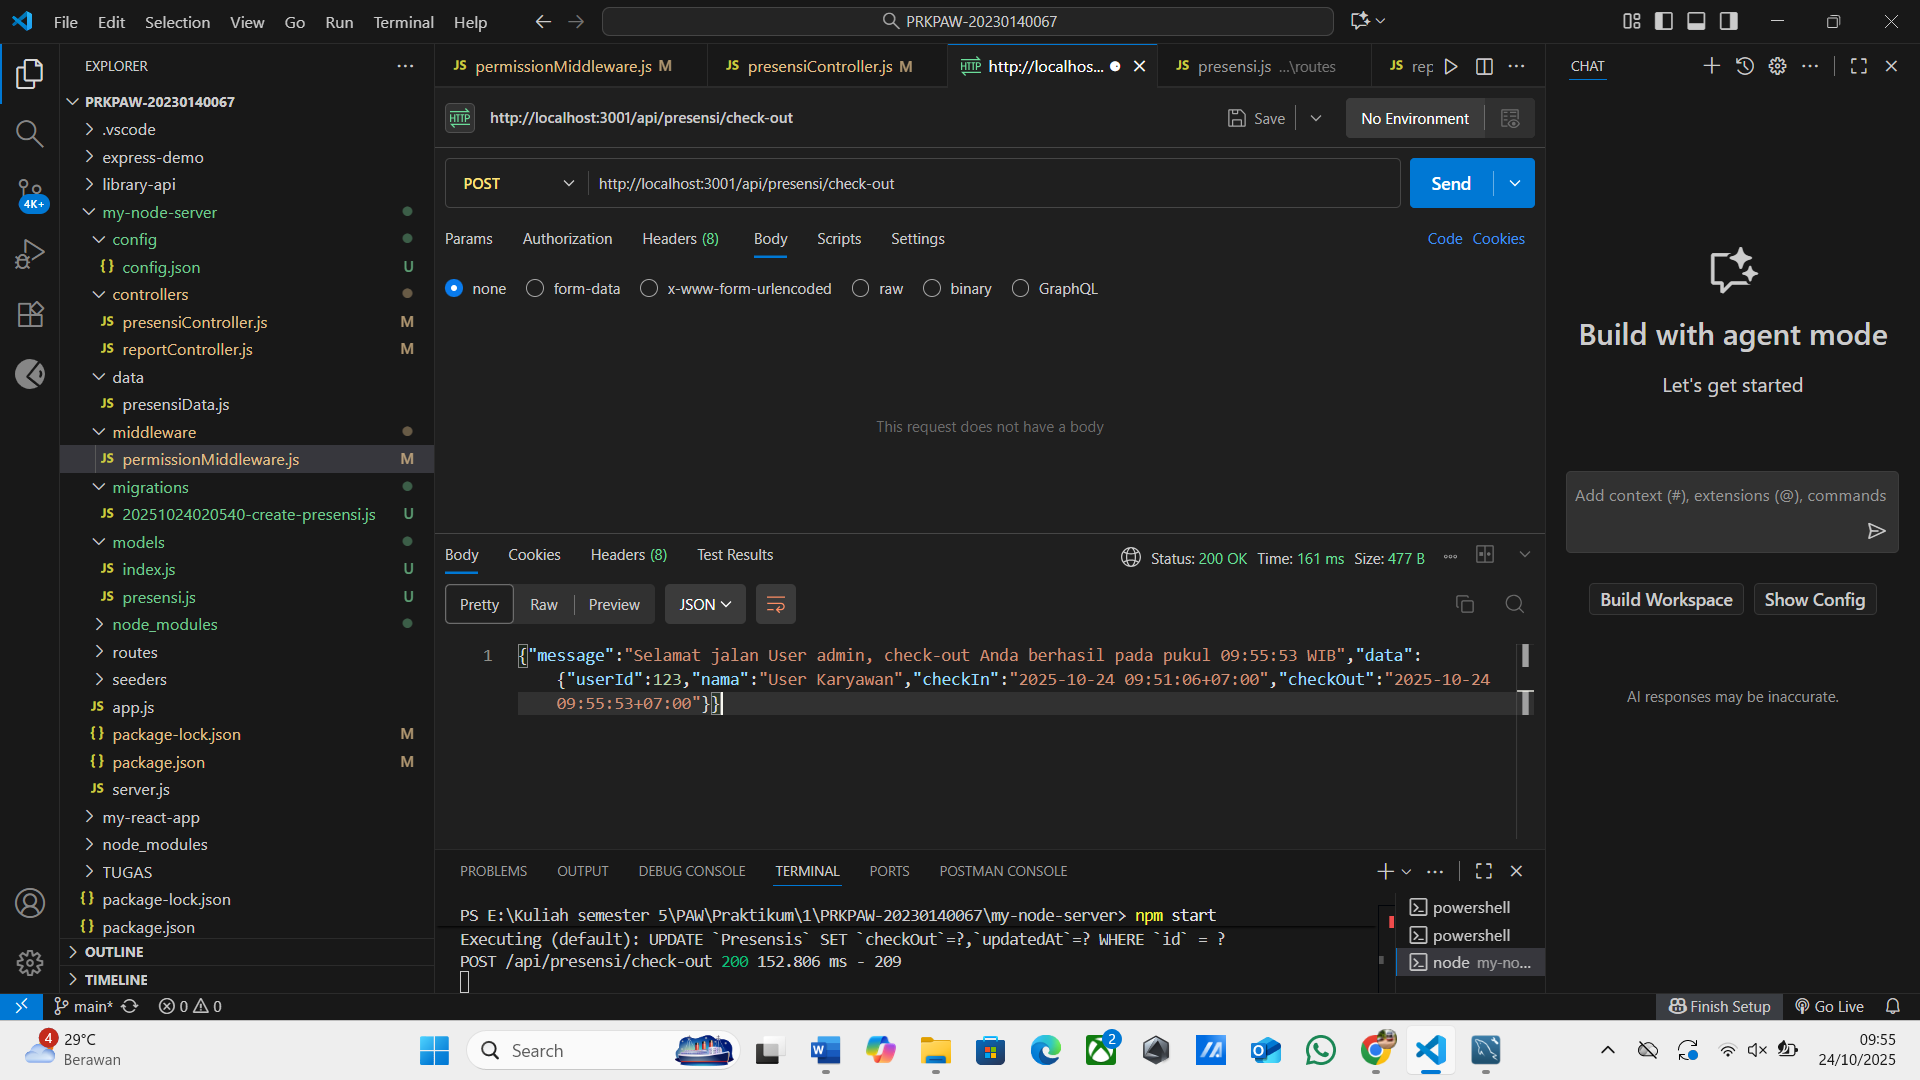 File Edit Selection View Go Run Terminal Help
PRKPAW-20230140067
EXPLORER
PRKPAW-20230140067
.vscode
express-demo
library-api
my-node-server
config
{} config.json U
controllers
JS presensiController.js M
JS reportController.js M
data
JS presensiData.js
middleware
JS permissionMiddleware.js M
migrations
JS 20251024020540-create-presensi.js U
models
JS index.js U
JS presensi.js U
node_modules
routes
seeders
JS app.js
{} package-lock.json M
{} package.json M
JS server.js
my-react-app
node_modules
TUGAS
{} package-lock.json
{} package.json
OUTLINE
TIMELINE
4K+
JS permissionMiddleware.js M
JS presensiController.js M
HTTP http://localhos...
JS presensi.js ...\routes
JS rep
HTTP http://localhost:3001/api/presensi/check-out
Save
No Environment
POST http://localhost:3001/api/presensi/check-out
Send
Params Authorization Headers (8) Body Scripts Settings
Code Cookies
none form-data x-www-form-urlencoded raw binary GraphQL
This request does not have a body
Body Cookies Headers (8) Test Results
Status: 200 OK Time: 161 ms Size: 477 B
Pretty Raw Preview JSON
1 {"message":"Selamat jalan User admin, check-out Anda berhasil pada pukul 09:55:53 WIB","data":
{"userId":123,"nama":"User Karyawan","checkIn":"2025-10-24 09:51:06+07:00","checkOut":"2025-10-24
09:55:53+07:00"}}
PROBLEMS OUTPUT DEBUG CONSOLE TERMINAL PORTS POSTMAN CONSOLE
PS E:\Kuliah semester 5\PAW\Praktikum\1\PRKPAW-20230140067\my-node-server> npm start
Executing (default): UPDATE `Presensis` SET `checkOut`=?,`updatedAt`=? WHERE `id` = ?
POST /api/presensi/check-out 200 152.806 ms - 209
powershell
powershell
node my-no...
CHAT
Build with agent mode
Let's get started
Add context (#), extensions (@), commands
Build Workspace Show Config
AI responses may be inaccurate.
main* 0 0
Finish Setup Go Live
4 29°C
Berawan
Search
2
09:55
24/10/2025